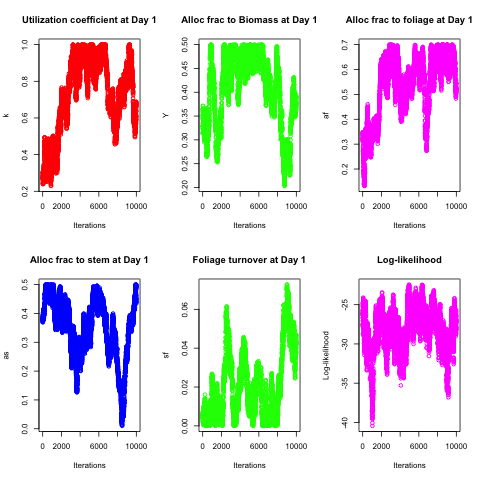 Utilization coefficient at Day 1
Alloc frac to Biomass at Day 1
Alloc frac to foliage at Day 1
k
0.2 0.4 0.6 0.8 1.0
0 2000 6000 10000
Iterations
Y
0.20 0.25 0.30 0.35 0.40 0.45 0.50
0 2000 6000 10000
Iterations
af
0.2 0.3 0.4 0.5 0.6 0.7
0 2000 6000 10000
Iterations
Alloc frac to stem at Day 1
Foliage turnover at Day 1
Log-likelihood
as
0.0 0.1 0.2 0.3 0.4 0.5
0 2000 6000 10000
Iterations
sf
0.00 0.02 0.04 0.06
0 2000 6000 10000
Iterations
Log-likelihood
-40 -35 -30 -25
0 2000 6000 10000
Iterations